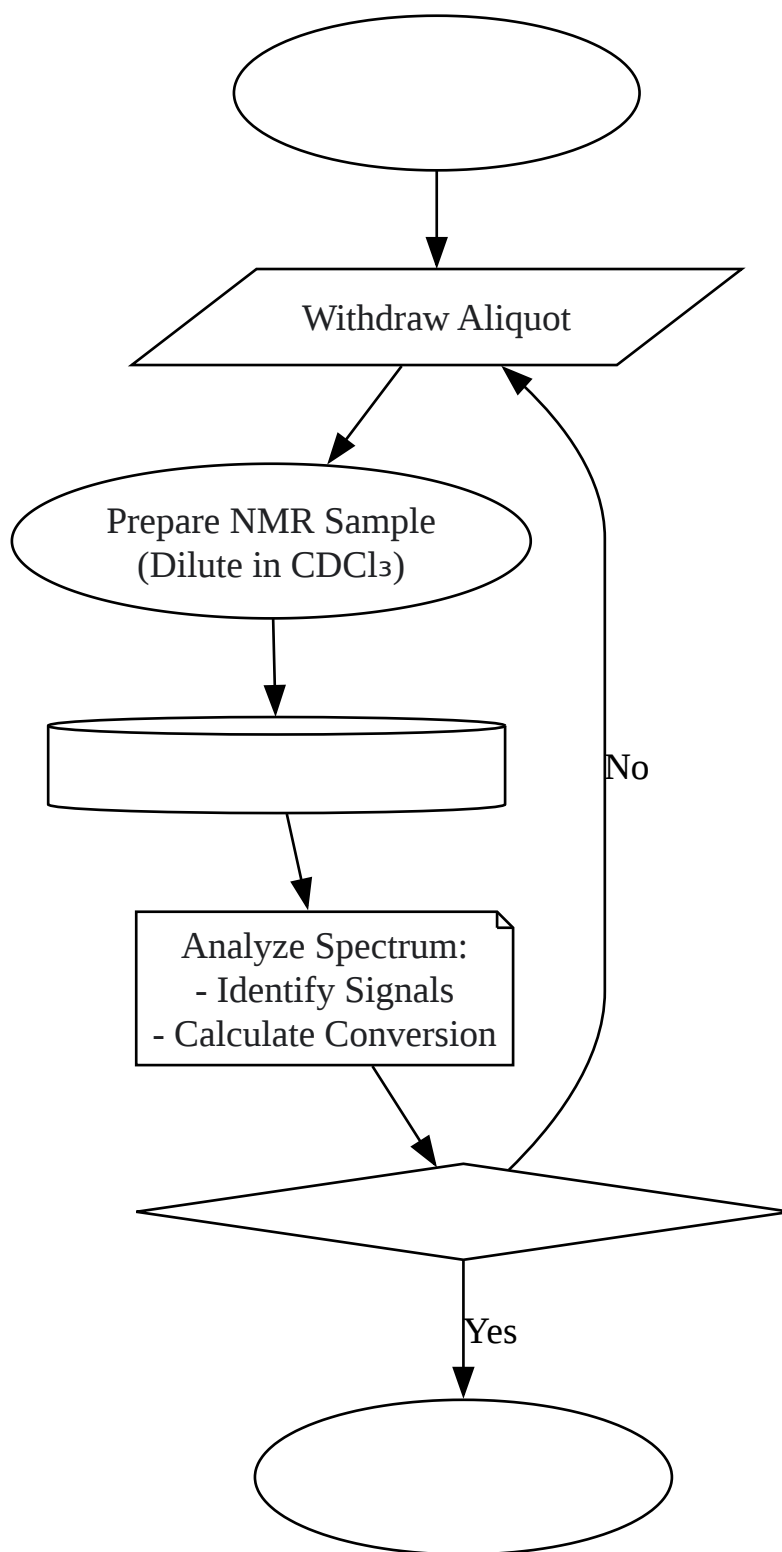 Withdraw Aliquot
Prepare NMR Sample
(Dilute in CDCl₃)
No
Analyze Spectrum:
- Identify Signals
- Calculate Conversion
Yes